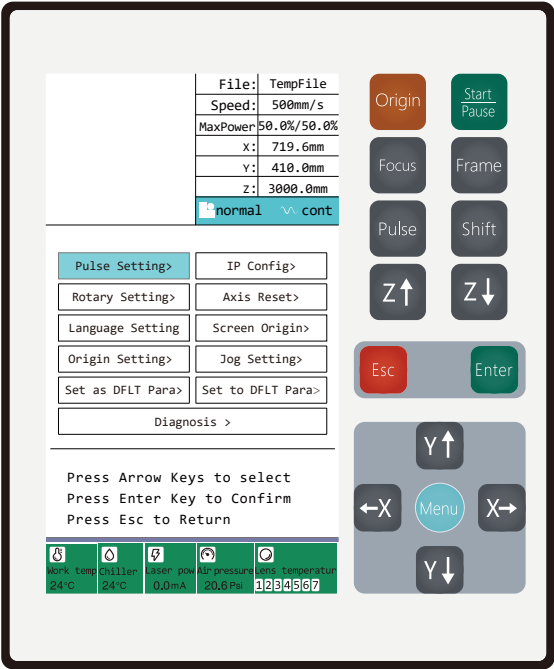 File: TempFile
Speed: 500mm/s
MaxPower 50.0%/50.0%
X: 719.6mm
Y: 410.0mm
Z: 3000.0mm
normal cont
Pulse Setting> IP Config>
Rotary Setting> Axis Reset>
Language Setting Screen Origin>
Origin Setting> Jog Setting>
Set as DFLT Para> Set to DFLT Para>
Diagnosis >
Press Arrow Keys to select
Press Enter Key to Confirm
Press Esc to Return
Work temp Chiller Laser pow Air pressure Lens temperatur
24°C 24°C 0.0mA 20.6Psi 1234567
Origin Start
Pause
Focus Frame
Pulse Shift
Z↑ Z↓
Esc Enter
Y↑
←X Menu X→
Y↓